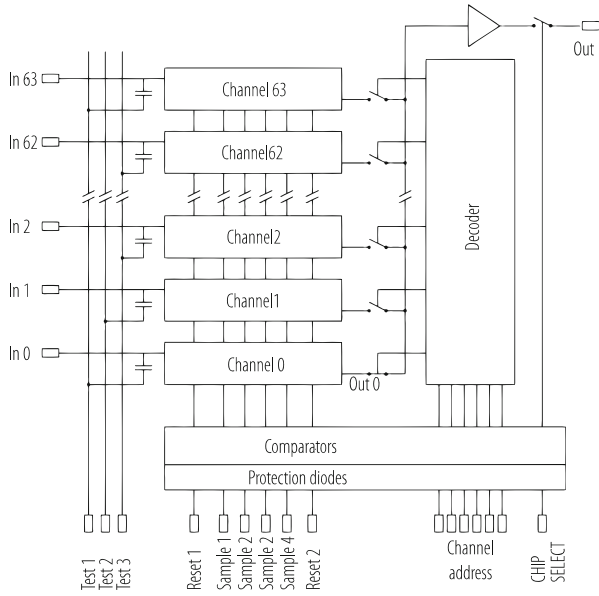 Out
In 63
Channel 63
In 62
Channel62
In 2
Channel2
Decoder
In 1
Channel1
In 0
Channel 0
Out 0
Comparators
Protection diodes
Test 1
Test 2
Test 3
Reset 1
Sample 1
Sample 2
Sample 2
Sample 4
Reset 2
Channel
address
CHIP
SELECT